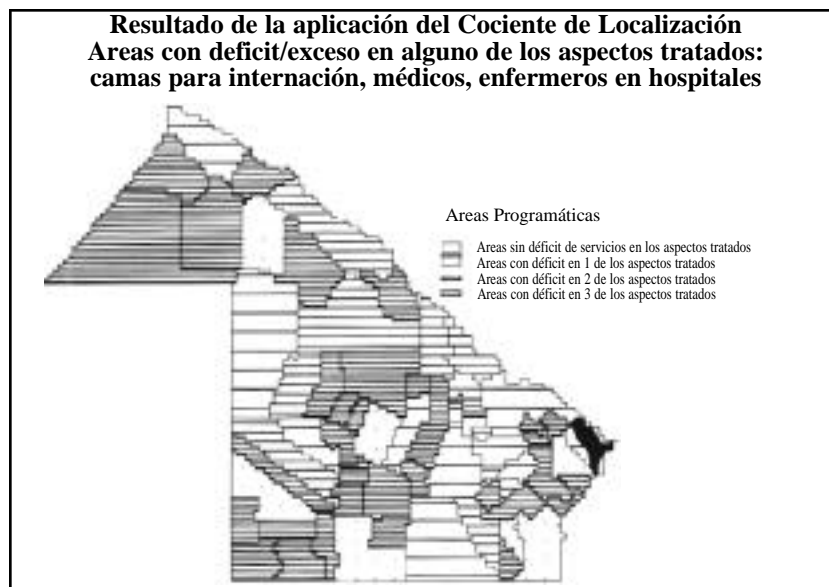 Resultado de la aplicación del Cociente de Localización
Areas con deficit/exceso en alguno de los aspectos tratados:
camas para internación, médicos, enfermeros en hospitales
Areas Programáticas
Areas sin déficit de servicios en los aspectos tratados
Areas con déficit en 1 de los aspectos tratados
Areas con déficit en 2 de los aspectos tratados
Areas con déficit en 3 de los aspectos tratados